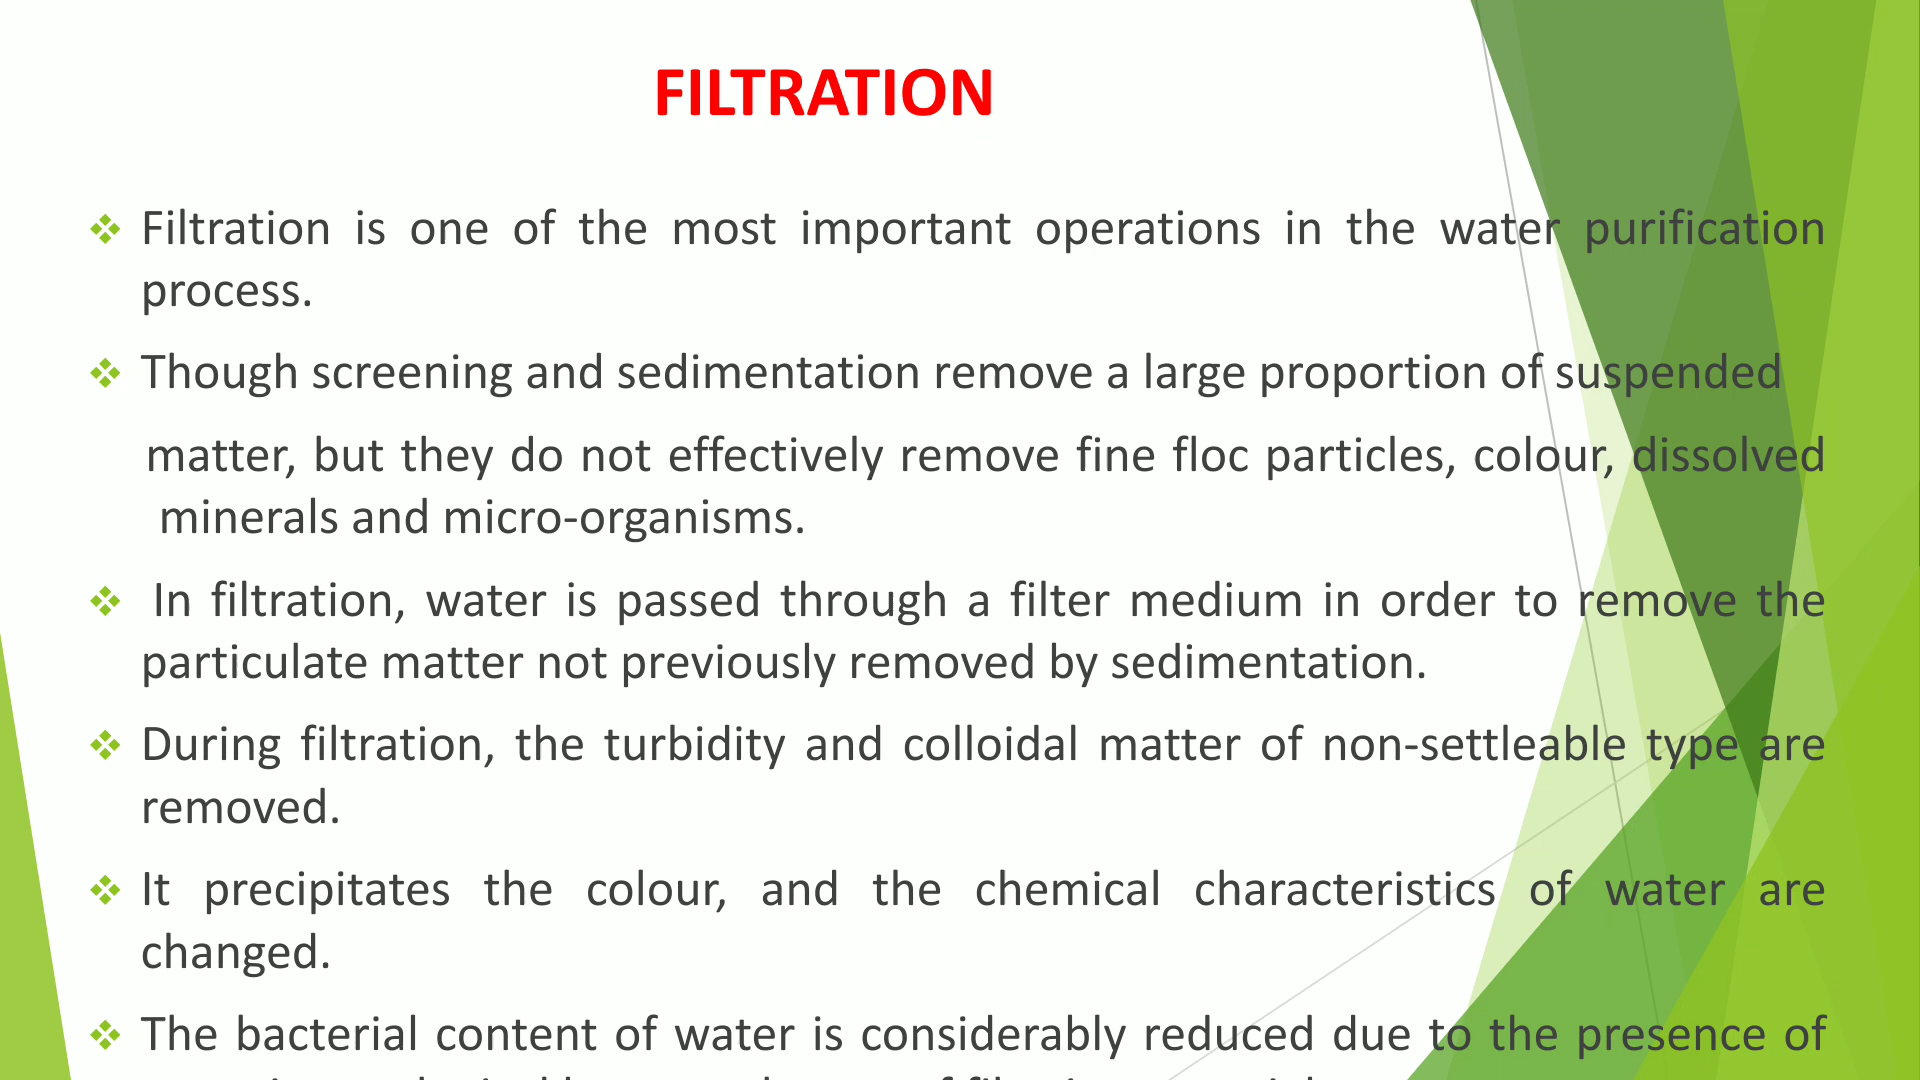 FILTRATION
❖ Filtration is one of the most important operations in the water purification
process.
❖ Though screening and sedimentation remove a large proportion of suspended
matter, but they do not effectively remove fine floc particles, colour, dissolved
minerals and micro-organisms.
❖ In filtration, water is passed through a filter medium in order to remove the
particulate matter not previously removed by sedimentation.
❖ During filtration, the turbidity and colloidal matter of non-settleable type are
removed.
❖ It precipitates the colour, and the chemical characteristics of water are
changed.
❖ The bacterial content of water is considerably reduced due to the presence of